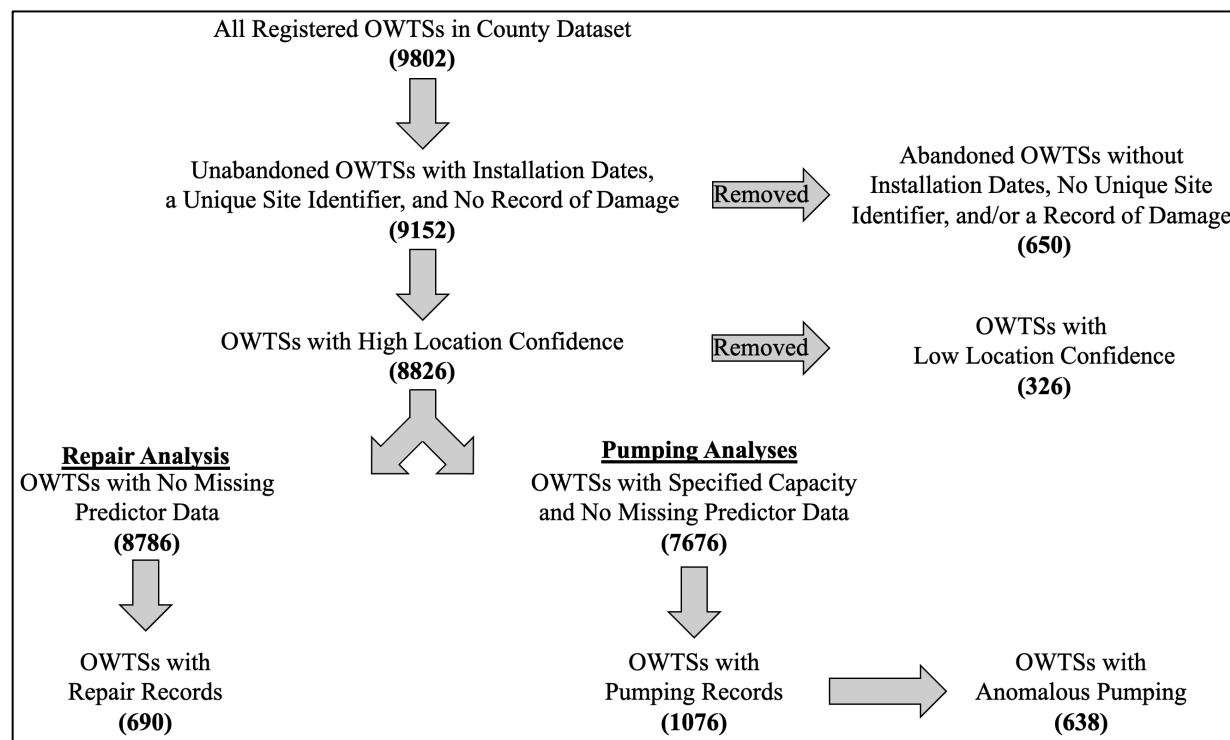 All Registered OWTSs in County Dataset
(9802)
Unabandoned OWTSs with Installation Dates,
a Unique Site Identifier, and No Record of Damage
(9152)
Removed
Abandoned OWTSs without
Installation Dates, No Unique Site
Identifier, and/or a Record of Damage
(650)
OWTSs with High Location Confidence
(8826)
Removed
OWTSs with
Low Location Confidence
(326)
Repair Analysis
OWTSs with No Missing
Predictor Data
(8786)
Pumping Analyses
OWTSs with Specified Capacity
and No Missing Predictor Data
(7676)
OWTSs with
Repair Records
(690)
OWTSs with
Pumping Records
(1076)
OWTSs with
Anomalous Pumping
(638)